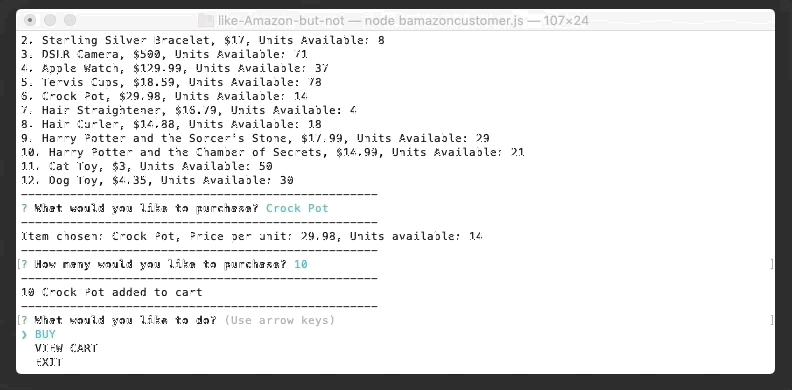 like-Amazon-but-not — node bamazoncustomer.js — 107×24
2. Sterling Silver Bracelet, $17, Units Available: 8
3. DSLR Camera, $500, Units Available: 71
4. Apple Watch, $129.99, Units Available: 37
5. Tervis Cups, $18.59, Units Available: 78
6. Crock Pot, $29.98, Units Available: 14
7. Hair Straightener, $16.79, Units Available: 4
8. Hair Curler, $14.88, Units Available: 18
9. Harry Potter and the Sorcer's Stone, $17.99, Units Available: 29
10. Harry Potter and the Chamber of Secrets, $14.99, Units Available: 21
11. Cat Toy, $3, Units Available: 50
12. Dog Toy, $4.35, Units Available: 30
------------------------------------------------
? What would you like to purchase? Crock Pot
------------------------------------------------
Item chosen: Crock Pot, Price per unit: 29.98, Units available: 14
------------------------------------------------
[? How many would you like to purchase? 10 ]
------------------------------------------------
10 Crock Pot added to cart
------------------------------------------------
[? What would you like to do? (Use arrow keys) ]
❯ BUY
VIEW CART
EXIT